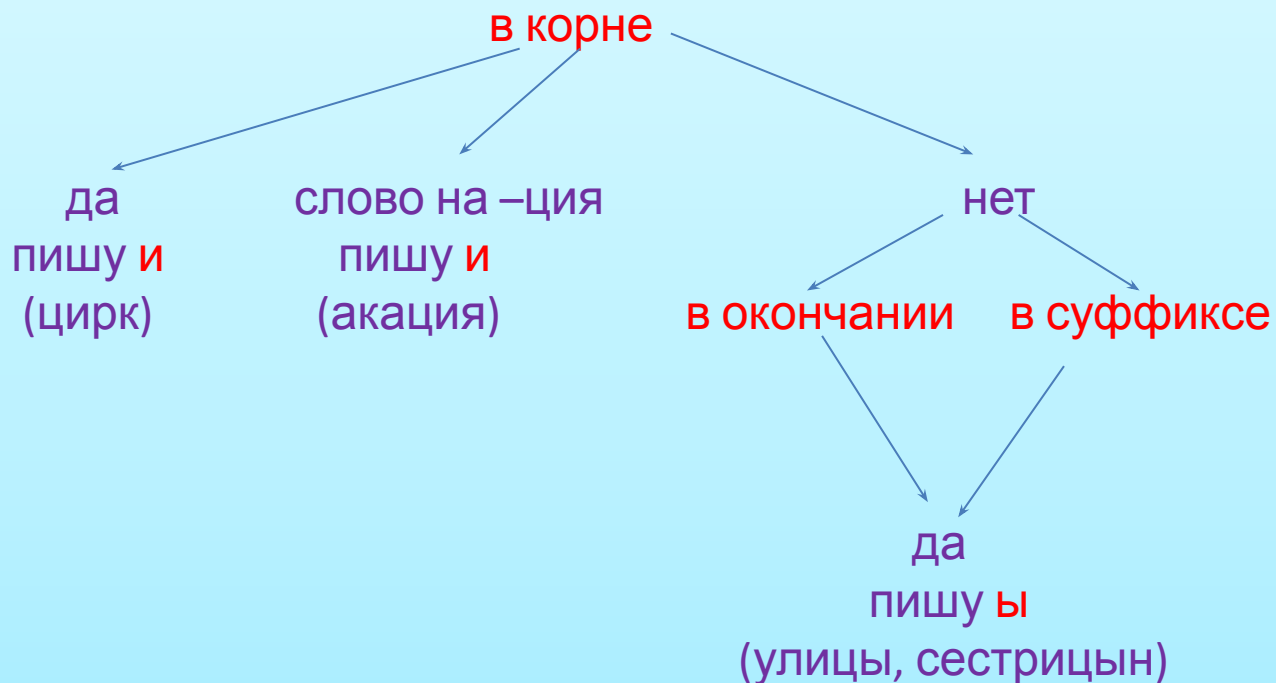 в корне
да
пишу и
(цирк)
слово на –ция
пишу и
(акация)
нет
в окончании
в суффиксе
да
пишу ы
(улицы, сестрицын)